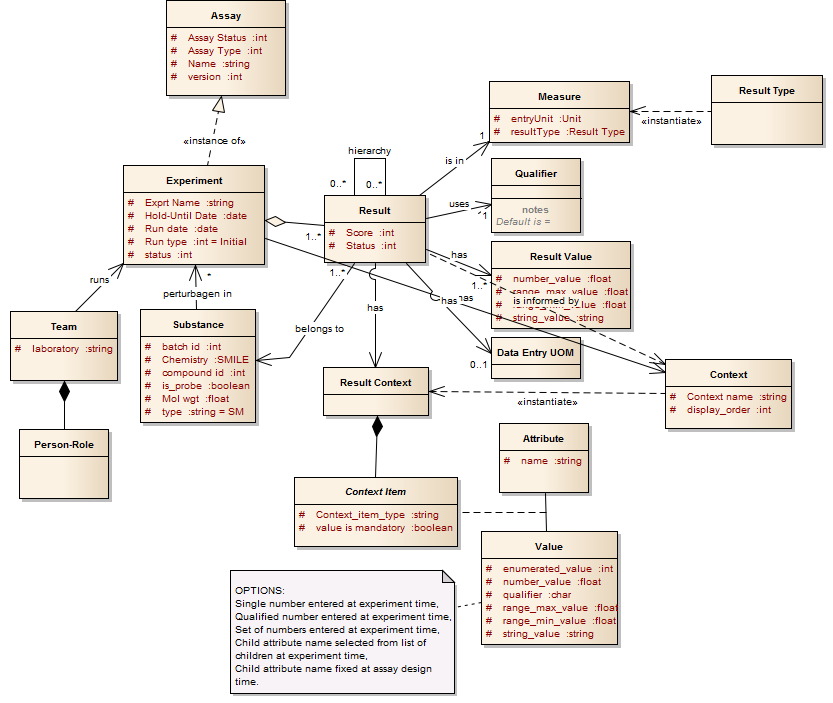 Assay
# Assay Status :int
# Assay Type :int
# Name :string
# version :int
«instance of»
Measure
# entryUnit :Unit
# resultType :Result Type
Result Type
«instantiate»
1
is in
hierarchy
0..*
0..*
Experiment
# Exprt Name :string
# Hold-Until Date :date
# Run date :date
# Run type :int = Initial
# status :int
Result
# Score :int
# Status :int
1..*
1..*
Qualifier
notes
Default is =
uses
1
Result Value
# number_value :float
# range_max_value :float
# :float
# string_value :string
has
1..*
is informed by
has
has
runs
*
perturbagen in
Team
# laboratory :string
Substance
# batch id :int
# Chemistry :SMILE
# compound id :int
# is_probe :boolean
# Mol wgt :float
# type :string = SM
belongs to
has
Data Entry UOM
0..1
Context
# Context name :string
# display_order :int
Result Context
«instantiate»
Person-Role
Attribute
# name :string
Context Item
# Context_item_type :string
# value is mandatory :boolean
Value
# enumerated_value :int
# number_value :float
# qualifier :char
# range_max_value :float
# range_min_value :float
# string_value :string
OPTIONS:
Single number entered at experiment time,
Qualified number entered at experiment time,
Set of numbers entered at experiment time,
Child attribute name selected from list of
children at experiment time,
Child attribute name fixed at assay design
time.